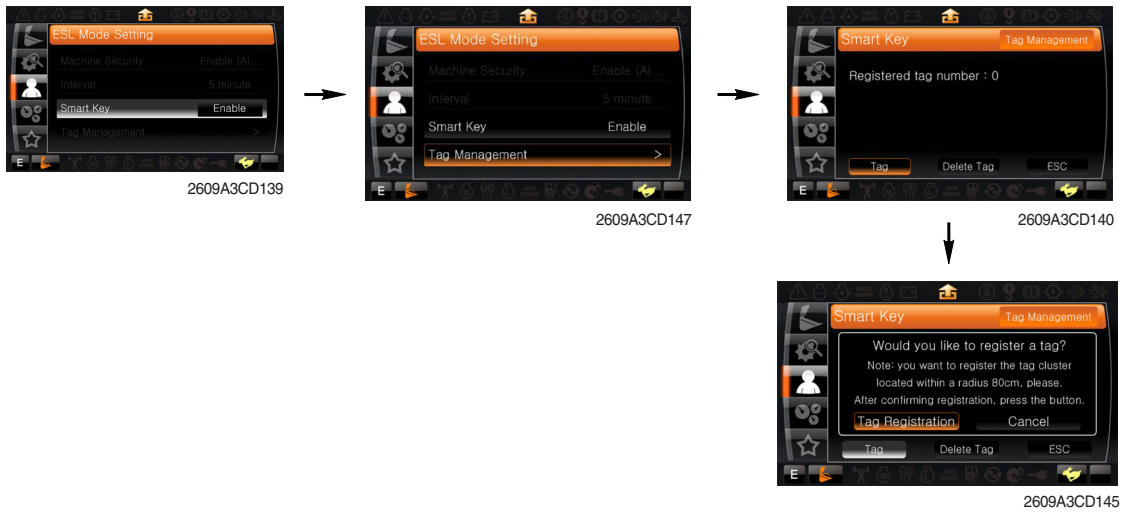 ESL Mode Setting
Machine Security Enable (Al...
Interval 5 minute
Smart Key Enable
Tag Management >
E
2609A3CD139
ESL Mode Setting
Machine Security Enable (Al...
Interval 5 minute
Smart Key Enable
Tag Management >
E
2609A3CD147
Smart Key Tag Management
Registered tag number : 0
Tag Delete Tag ESC
E
2609A3CD140
Smart Key Tag Management
Would you like to register a tag?
Note: you want to register the tag cluster
located within a radius 80cm, please.
After confirming registration, press the button.
Tag Registration Cancel
Tag Delete Tag ESC
E
2609A3CD145